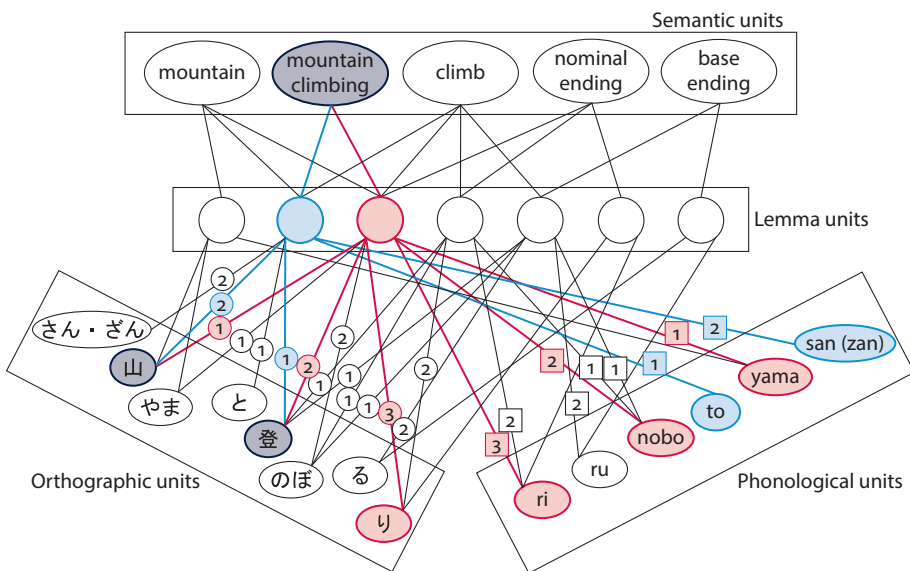 Semantic units
mountain
mountain
climbing
climb
nominal
ending
base
ending
Lemma units
2
2
1
1
1
1
2
1
2
1
1
1
3
2
2
2
3
2
1
1
2
1
1
2
さん・ざん
山
やま
と
登
のぼ
る
り
Orthographic units
san (zan)
yama
to
nobo
ru
ri
Phonological units